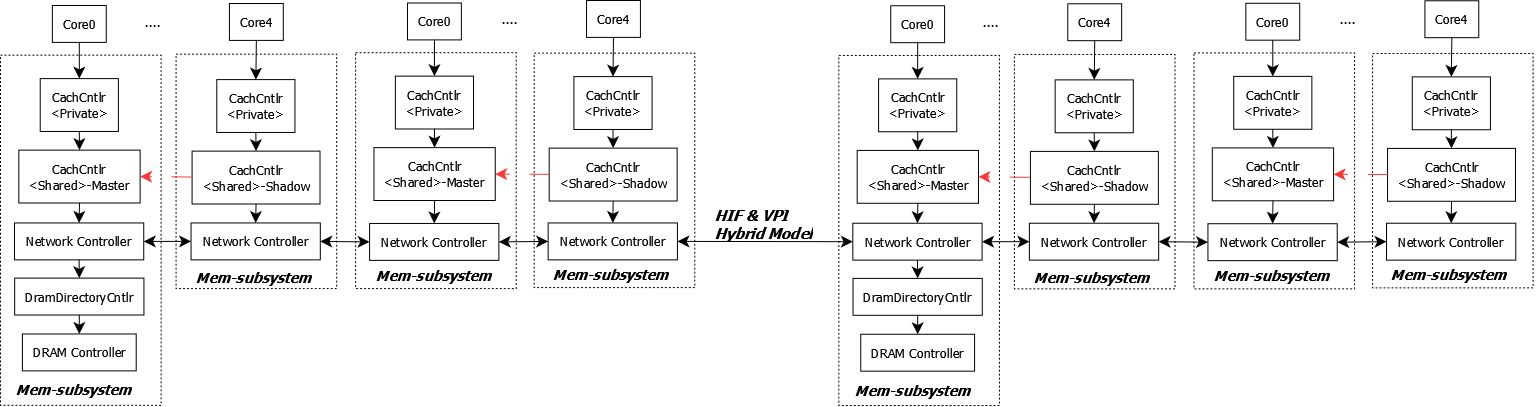 Core0
....
Core4
Core0
....
Core4
Core0
....
Core4
Core0
....
Core4
CachCntlr
<Private>
CachCntlr
<Private>
CachCntlr
<Private>
CachCntlr
<Private>
CachCntlr
<Private>
CachCntlr
<Private>
CachCntlr
<Private>
CachCntlr
<Private>
CachCntlr
<Shared>-Master
CachCntlr
<Shared>-Shadow
CachCntlr
<Shared>-Master
CachCntlr
<Shared>-Shadow
CachCntlr
<Shared>-Master
CachCntlr
<Shared>-Shadow
CachCntlr
<Shared>-Master
CachCntlr
<Shared>-Shadow
Network Controller
Network Controller
Network Controller
Network Controller
HIF & VPI
Hybrid Model
Network Controller
Network Controller
Network Controller
Network Controller
Mem-subsystem
Mem-subsystem
Mem-subsystem
Mem-subsystem
Mem-subsystem
Mem-subsystem
DramDirectoryCntlr
DramDirectoryCntlr
DRAM Controller
DRAM Controller
Mem-subsystem
Mem-subsystem